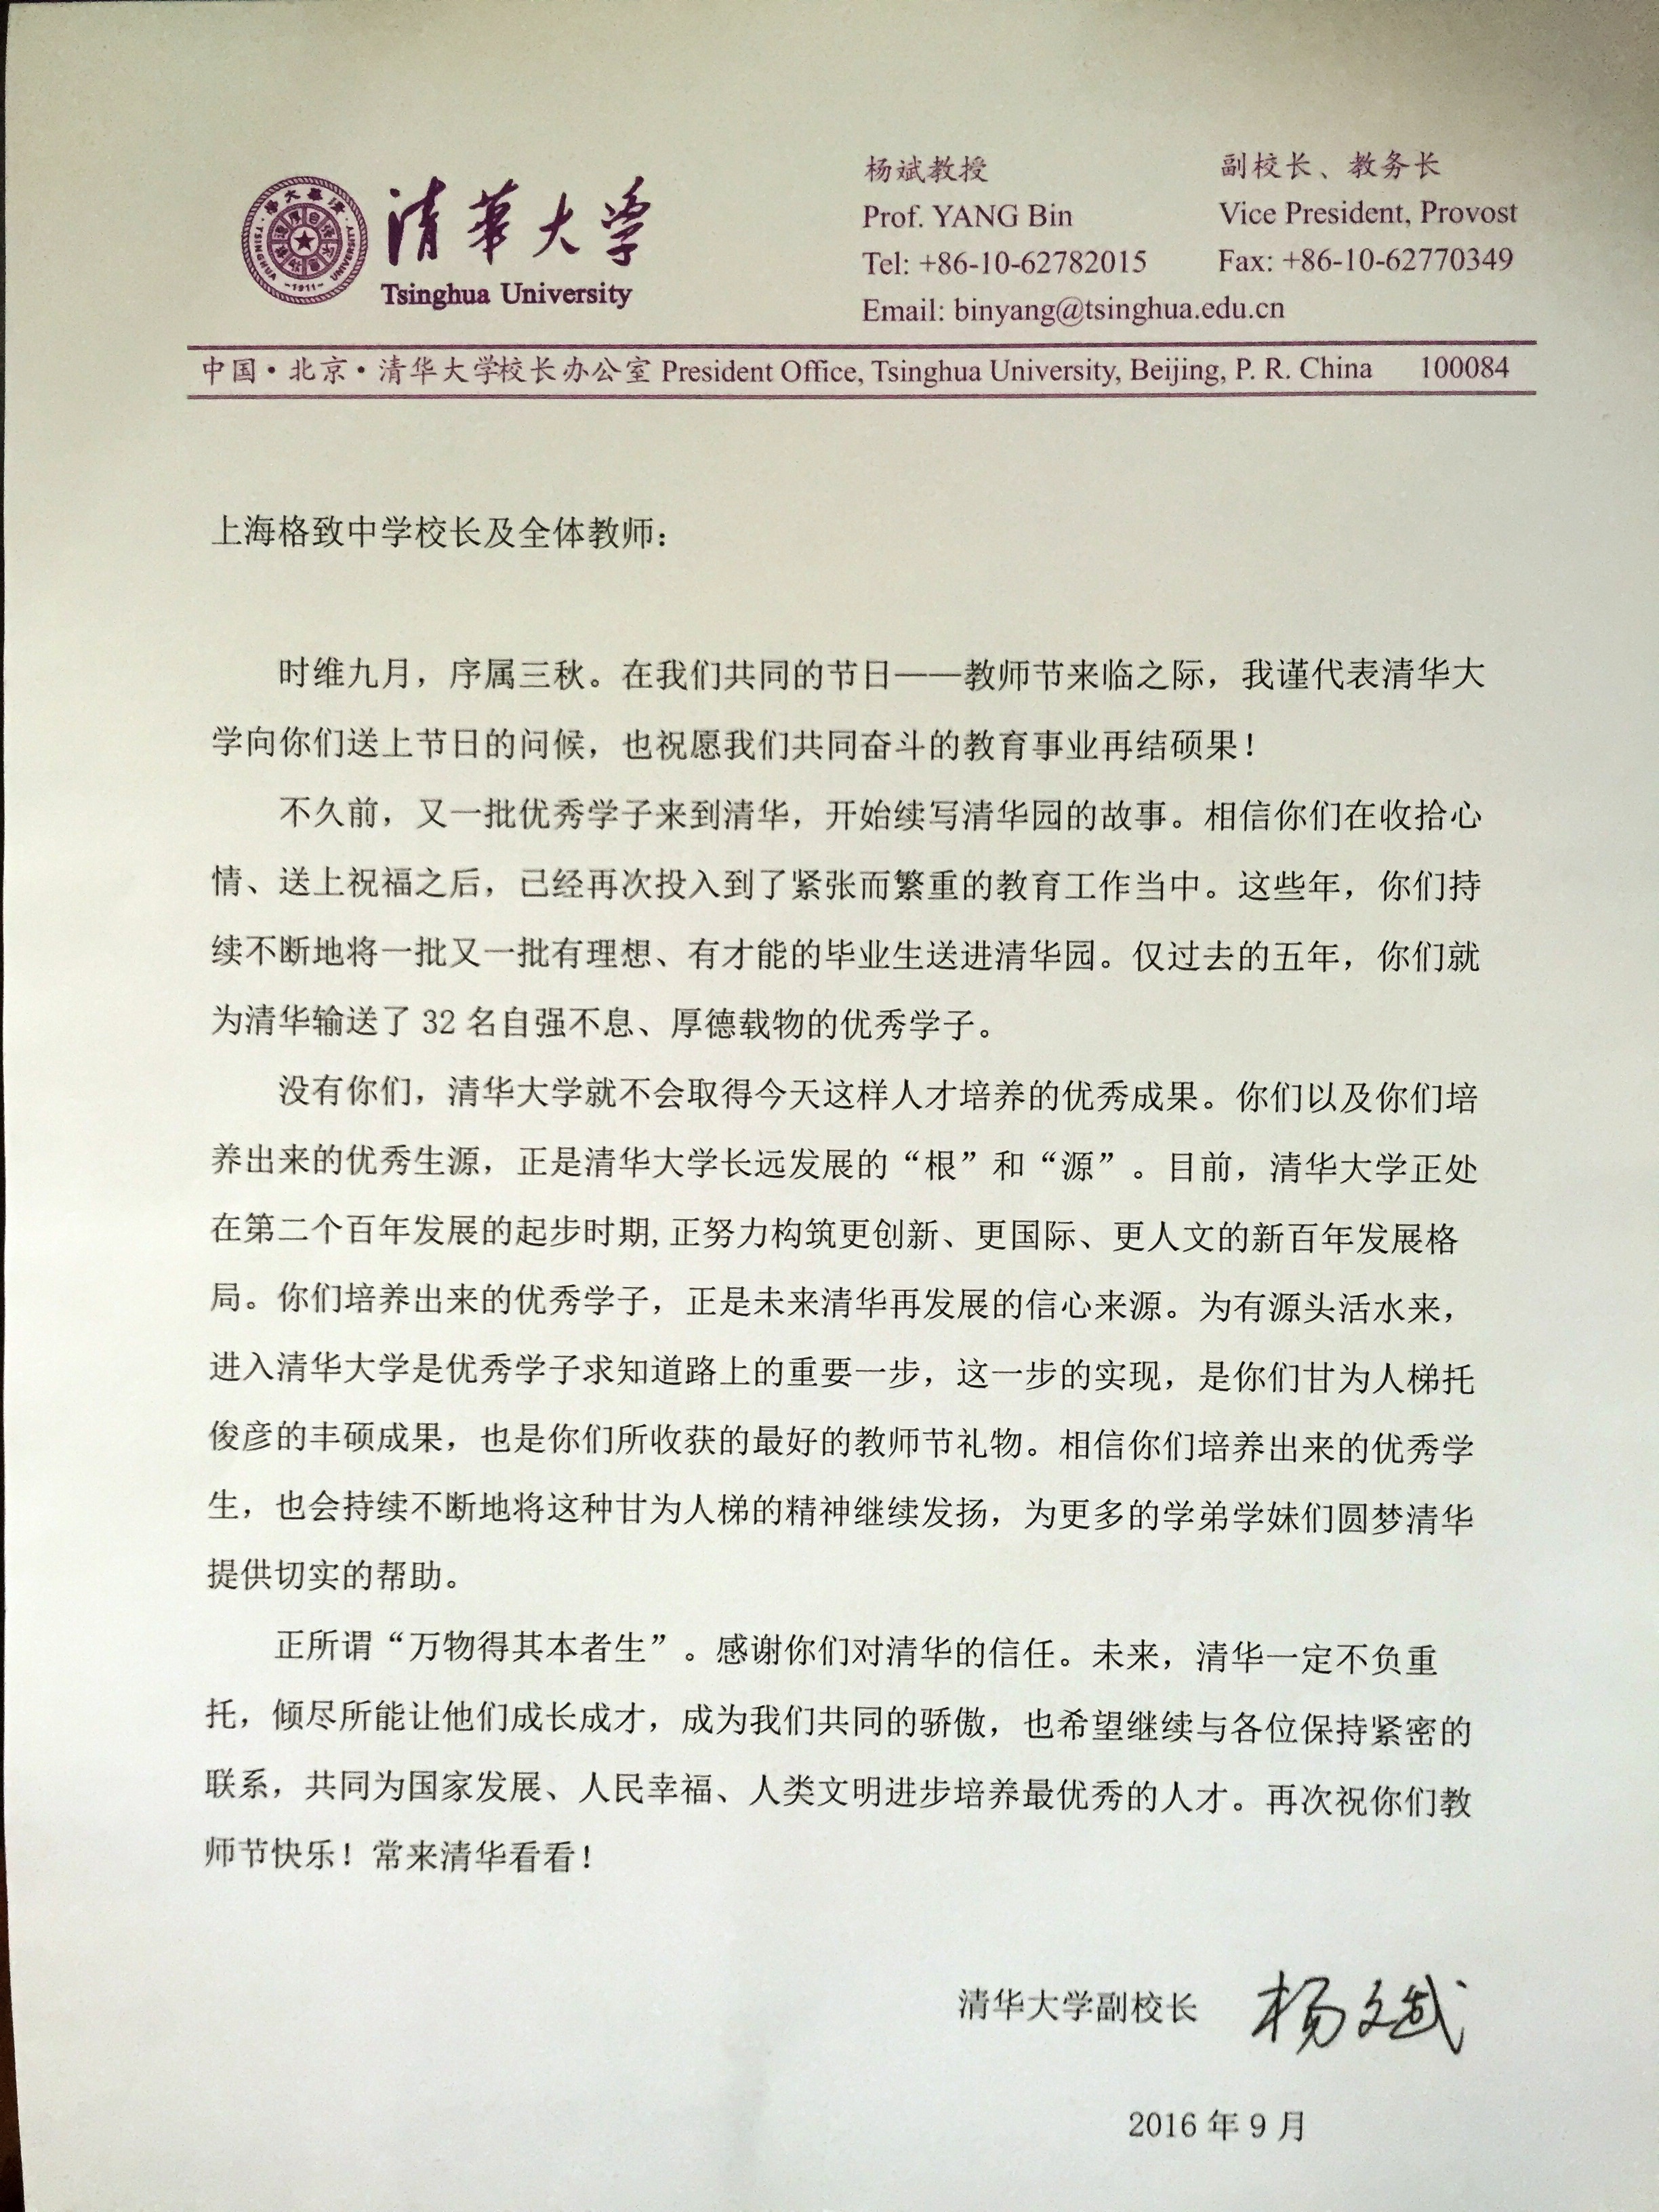 清華大学
Tsinghua University
TSINGHUA UNIVERSITY
-1911-
杨斌教授
副校长、教务长
Prof. YANG Bin
Vice President, Provost
Tel: +86-10-62782015
Fax: +86-10-62770349
Email: binyang@tsinghua.edu.cn
中国·北京·清华大学校长办公室 President Office, Tsinghua University, Beijing, P. R. China 100084
上海格致中学校长及全体教师：
时维九月，序属三秋。在我们共同的节日——教师节来临之际，我谨代表清华大
学向你们送上节日的问候，也祝愿我们共同奋斗的教育事业再结硕果！
不久前，又一批优秀学子来到清华，开始续写清华园的故事。相信你们在收拾心
情、送上祝福之后，已经再次投入到了紧张而繁重的教育工作当中。这些年，你们持
续不断地将一批又一批有理想、有才能的毕业生送进清华园。仅过去的五年，你们就
为清华输送了 32 名自强不息、厚德载物的优秀学子。
没有你们，清华大学就不会取得今天这样人才培养的优秀成果。你们以及你们培
养出来的优秀生源，正是清华大学长远发展的“根”和“源”。目前，清华大学正处
在第二个百年发展的起步时期,正努力构筑更创新、更国际、更人文的新百年发展格
局。你们培养出来的优秀学子，正是未来清华再发展的信心来源。为有源头活水来，
进入清华大学是优秀学子求知道路上的重要一步，这一步的实现，是你们甘为人梯托
俊彦的丰硕成果，也是你们所收获的最好的教师节礼物。相信你们培养出来的优秀学
生，也会持续不断地将这种甘为人梯的精神继续发扬，为更多的学弟学妹们圆梦清华
提供切实的帮助。
正所谓“万物得其本者生”。感谢你们对清华的信任。未来，清华一定不负重
托，倾尽所能让他们成长成才，成为我们共同的骄傲，也希望继续与各位保持紧密的
联系，共同为国家发展、人民幸福、人类文明进步培养最优秀的人才。再次祝你们教
师节快乐！常来清华看看！
清华大学副校长 杨斌
2016 年 9 月